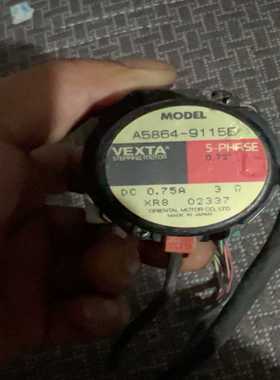 MODEL
A5864-9115E
VEXTA
STEPPING MOTOR
5-PHASE
0.72°
DC 0.75A 3 Ω
XR8 02337
ORIENTAL MOTOR CO., LTD.
MADE IN JAPAN